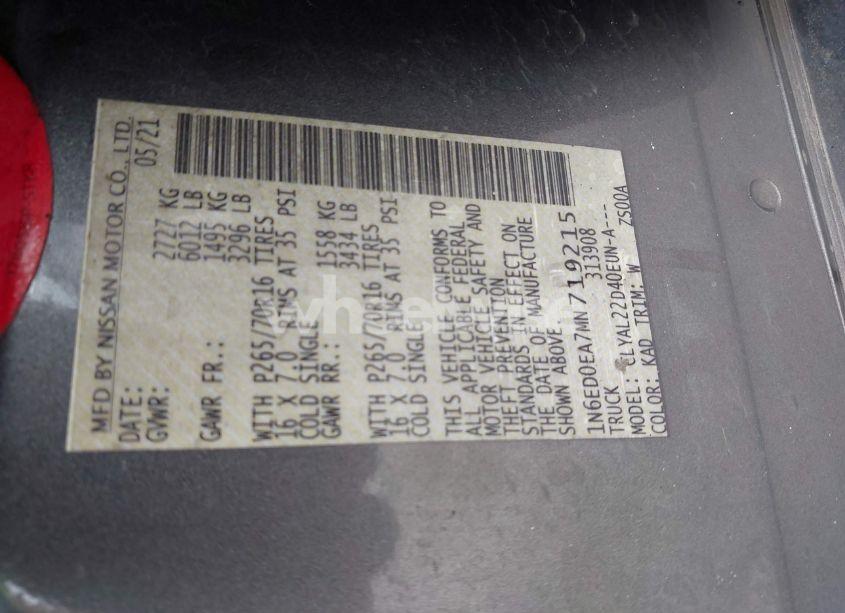 MFD BY NISSAN MOTOR CO., LTD.
DATE: 05/21
GVWR: 2727 KG
6012 LB
GAWR FR.: 1495 KG
3296 LB
WITH P265/70R16 TIRES
16 X 7.0 RIMS AT 35 PSI
COLD SINGLE
GAWR RR.: 1558 KG
3434 LB
WITH P265/70R16 TIRES
16 X 7.0 RIMS AT 35 PSI
COLD SINGLE
THIS VEHICLE CONFORMS TO
ALL APPLICABLE FEDERAL
MOTOR VEHICLE SAFETY AND
THEFT PREVENTION
STANDARDS IN EFFECT ON
THE DATE OF MANUFACTURE
SHOWN ABOVE.
1N6ED0EA7MN719215
TRUCK 313908
MODEL: CLYAL22D40EUN-A---
COLOR: KAD TRIM: W Z500A